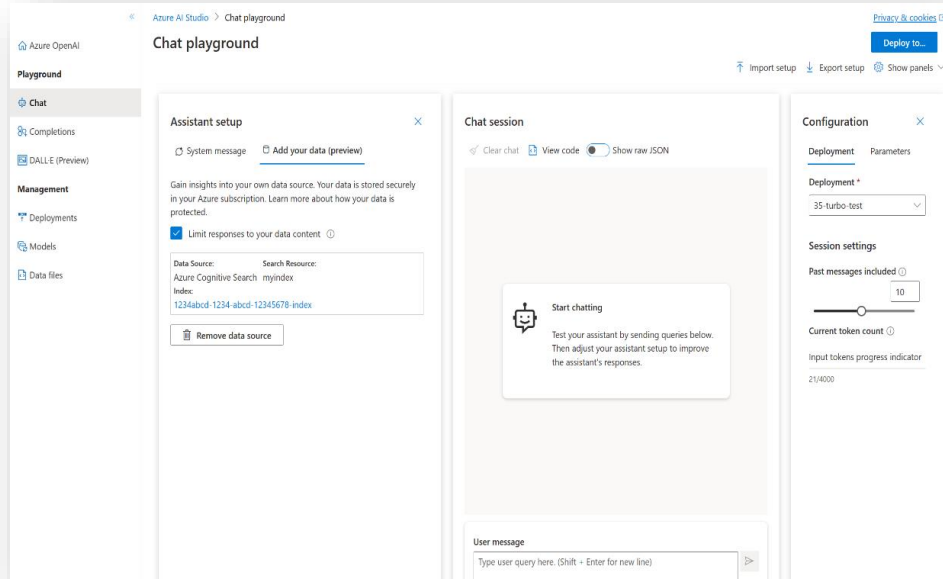 Azure AI Studio > Chat playground
Privacy & cookies
Azure OpenAI
Chat playground
Deploy to...
Import setup
Export setup
Show panels
Playground
Chat
Completions
DALL·E (Preview)
Management
Deployments
Models
Data files
Assistant setup
System message
Add your data (preview)
Gain insights into your own data source. Your data is stored securely
in your Azure subscription. Learn more about how your data is
protected.
Limit responses to your data content
Data Source: Search Resource:
Azure Cognitive Search myindex
Index:
1234abcd-1234-abcd-12345678-index
Remove data source
Chat session
Clear chat
View code
Show raw JSON
Start chatting
Test your assistant by sending queries below.
Then adjust your assistant setup to improve
the assistant's responses.
User message
Type user query here. (Shift + Enter for new line)
Configuration
Deployment Parameters
Deployment *
35-turbo-test
Session settings
Past messages included
10
Current token count
Input tokens progress indicator
21/4000